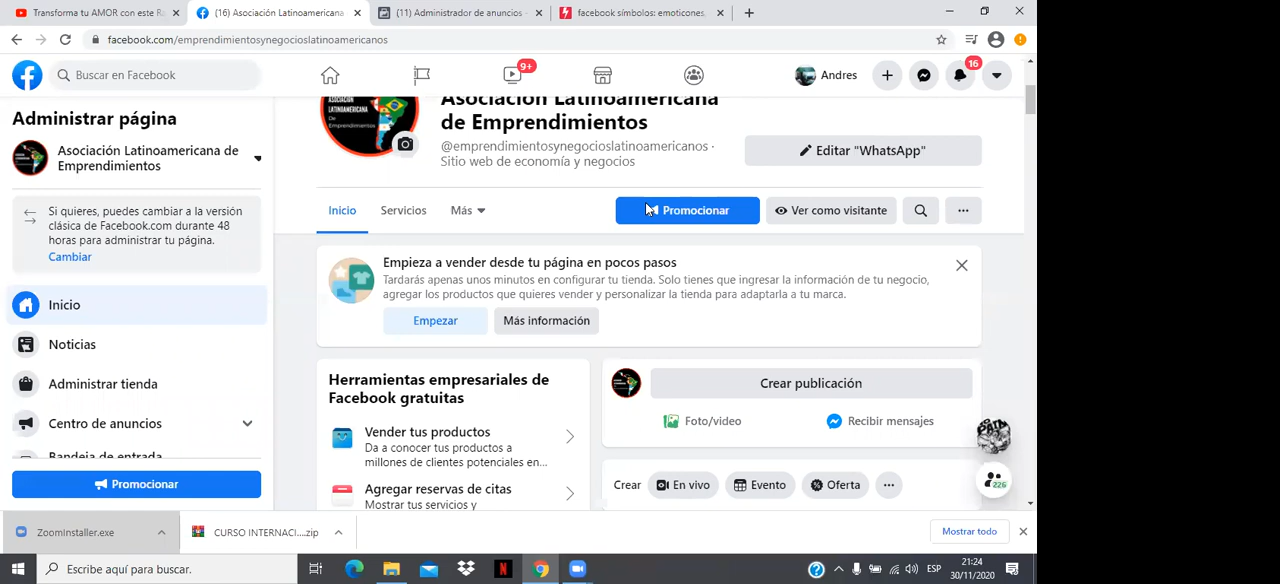 Transforma tu AMOR con este Ra
(16) Asociación Latinoamericana
(11) Administrador de anuncios -
facebook símbolos: emoticones,
facebook.com/emprendimientosynegocioslatinoamericanos
Buscar en Facebook
9+
Andres
16
Administrar página
Asociación Latinoamericana de
Emprendimientos
Si quieres, puedes cambiar a la versión
clásica de Facebook.com durante 48
horas para administrar tu página.
Cambiar
Inicio
Noticias
Administrar tienda
Centro de anuncios
Bandeja de entrada
Promocionar
ASOCIACIÓN
LATINOAMERICANA
De
Emprendimientos
Asociación Latinoamericana
de Emprendimientos
@emprendimientosynegocioslatinoamericanos ·
Sitio web de economía y negocios
Editar "WhatsApp"
Inicio
Servicios
Más
Promocionar
Ver como visitante
Empieza a vender desde tu página en pocos pasos
Tardarás apenas unos minutos en configurar tu tienda. Solo tienes que ingresar la información de tu negocio,
agregar los productos que quieres vender y personalizar la tienda para adaptarla a tu marca.
Empezar
Más información
Herramientas empresariales de
Facebook gratuitas
Vender tus productos
Da a conocer tus productos a
millones de clientes potenciales en...
Agregar reservas de citas
Mostrar tus servicios y
Crear publicación
Foto/video
Recibir mensajes
Crear
En vivo
Evento
Oferta
226
ZoomInstaller.exe
CURSO INTERNACI....zip
Mostrar todo
Escribe aquí para buscar.
ESP
21:24
30/11/2020